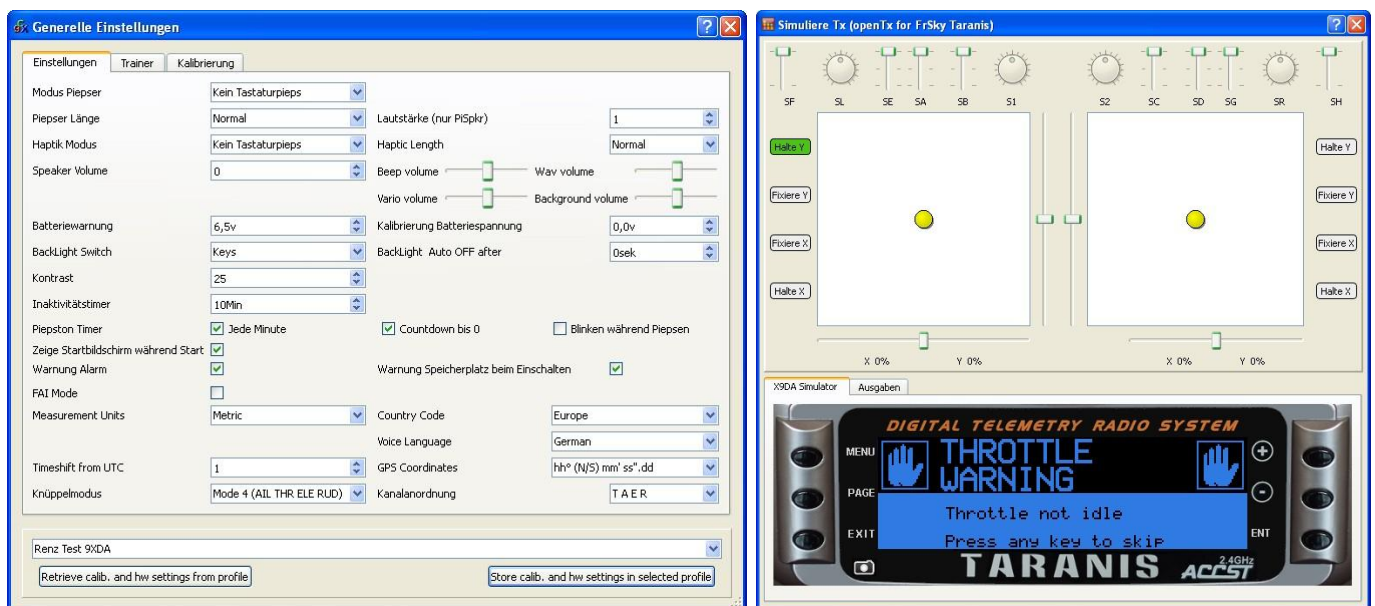 Generelle Einstellungen
Einstellungen Trainer Kalibrierung
Modus Piepser Kein Tastaturpieps
Piepser Länge Normal Lautstärke (nur PiSpkr) 1
Haptik Modus Kein Tastaturpieps Haptic Length Normal
Speaker Volume 0 Beep volume Wav volume
Vario volume Background volume
Batteriewarnung 6,5v Kalibrierung Batteriespannung 0,0v
BackLight Switch Keys BackLight Auto OFF after 0sek
Kontrast 25
Inaktivitätstimer 10Min
Piepston Timer Jede Minute Countdown bis 0 Blinken während Piepsen
Zeige Startbildschirm während Start
Warnung Alarm Warnung Speicherplatz beim Einschalten
FAI Mode
Measurement Units Metric Country Code Europe
Voice Language German
Timeshift from UTC 1 GPS Coordinates hhº (N/S) mm' ss".dd
Knüppelmodus Mode 4 (AIL THR ELE RUD) Kanalanordnung T A E R
Renz Test 9XDA
Retrieve calib. and hw settings from profile Store calib. and hw settings in selected profile
Simuliere Tx (openTx for FrSky Taranis)
SF SL SE SA SB S1 S2 SC SD SG SR SH
Halte Y Halte Y
Fixiere Y Fixiere Y
Fixiere X Fixiere X
Halte X Halte X
X 0% Y 0% X 0% Y 0%
X9DA Simulator Ausgaben
DIGITAL TELEMETRY RADIO SYSTEM
MENU THROTTLE
WARNING
PAGE
Throttle not idle
EXIT ENT
Press any key to skip
TARANIS 2.4GHz
ACCST